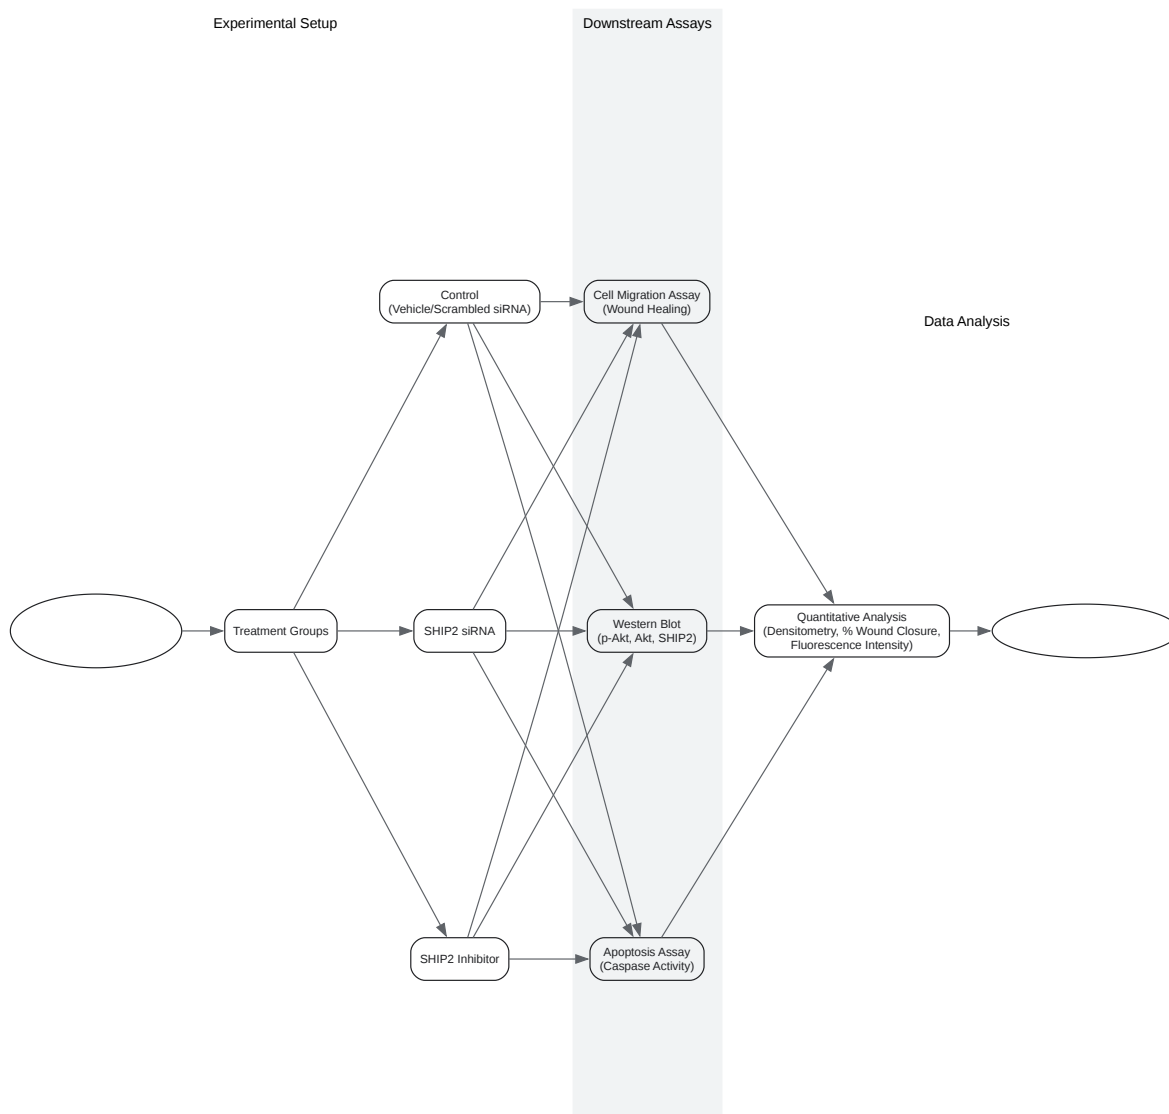 Experimental Setup
Downstream Assays
Control
(Vehicle/Scrambled siRNA)
Cell Migration Assay
(Wound Healing)
Data Analysis
Treatment Groups
SHIP2 siRNA
Western Blot
(p-Akt, Akt, SHIP2)
Quantitative Analysis
(Densitometry, % Wound Closure,
Fluorescence Intensity)
SHIP2 Inhibitor
Apoptosis Assay
(Caspase Activity)